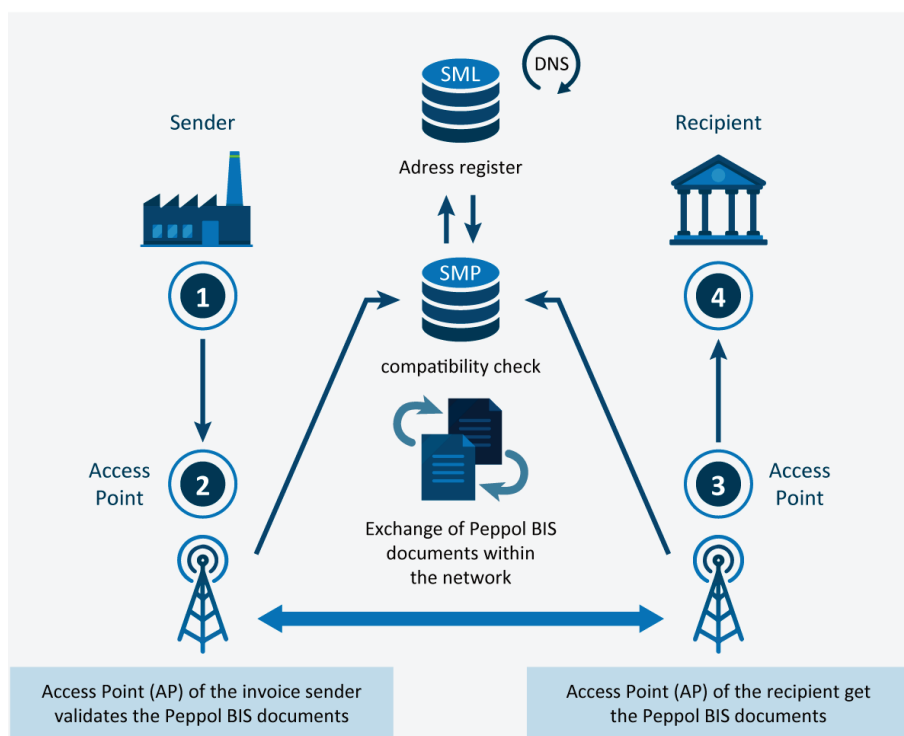 SML
DNS
Sender
Recipient
Adress register
SMP
1
4
compatibility check
Access
Point
2
3
Access
Point
Exchange of Peppol BIS
documents within
the network
Access Point (AP) of the invoice sender
validates the Peppol BIS documents
Access Point (AP) of the recipient get
the Peppol BIS documents